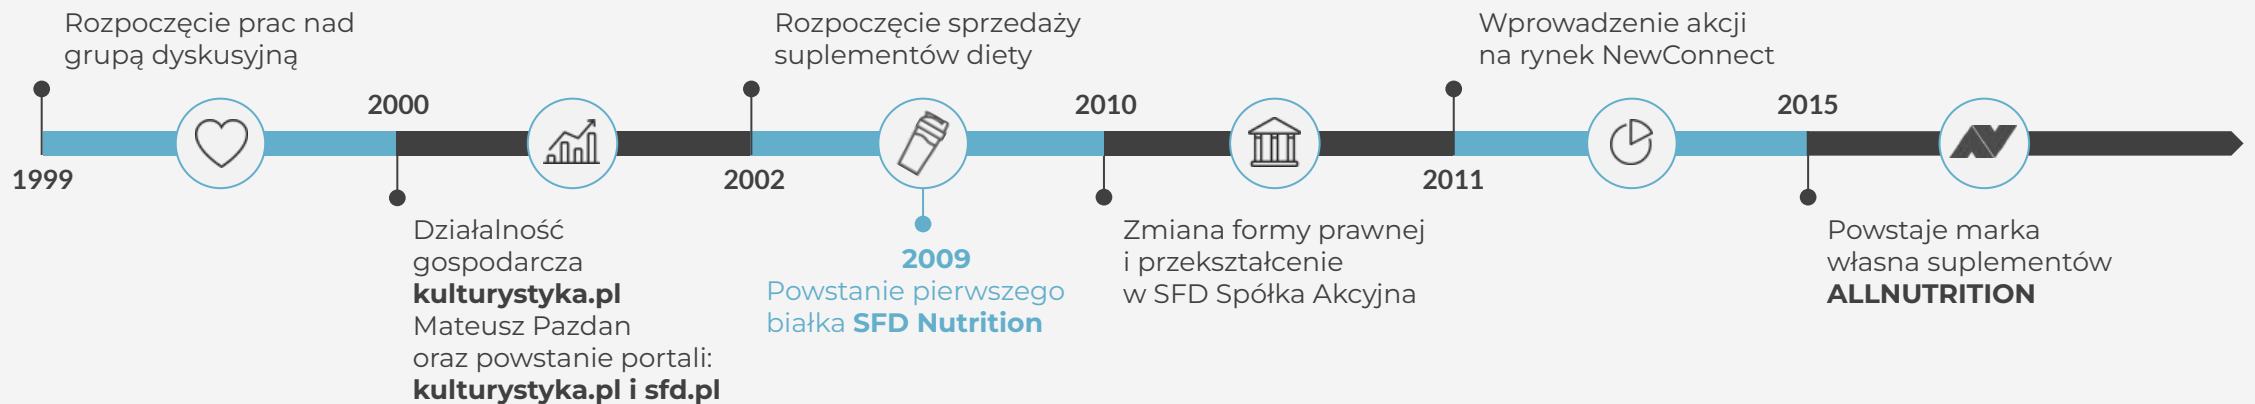 Rozpoczęcie prac nad
grupą dyskusyjną
1999
2000
Działalność
gospodarcza
kulturystyka.pl
Mateusz Pazdan
oraz powstanie portali:
kulturystyka.pl i sfd.pl
Rozpoczęcie sprzedaży
suplementów diety
2002
2009
Powstanie pierwszego
białka SFD Nutrition
2010
Zmiana formy prawnej
i przekształcenie
w SFD Spółka Akcyjna
Wprowadzenie akcji
na rynek NewConnect
2011
2015
Powstaje marka
własna suplementów
ALLNUTRITION